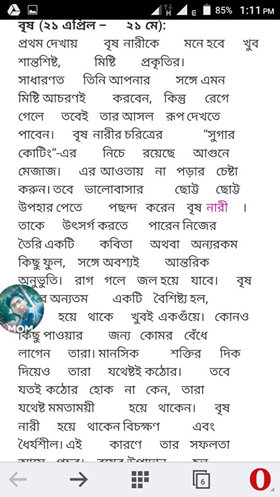 85% 1:11 PM
বৃষ (২১ এপ্রিল – ২১ মে):
প্রথম দেখায় বৃষ নারীকে মনে হবে খুব
শান্তশিষ্ট, মিষ্টি প্রকৃতির।
সাধারণত তিনি আপনার সঙ্গে এমন
মিষ্টি আচরণই করবেন, কিন্তু রেগে
গেলে তবেই তার আসল রূপ দেখতে
পাবেন। বৃষ নারীর চরিত্রের "সুগার
কোটিং"-এর নিচে রয়েছে আগুনে
মেজাজ। এর আওতায় না পড়ার চেষ্টা
করুন। তবে ভালোবাসার ছোট্ট ছোট্ট
উপহার পেতে পছন্দ করেন বৃষ নারী ।
তাকে উৎসর্গ করতে পারেন নিজের
তৈরি একটি কবিতা অথবা অন্যরকম
কিছু ফুল, সঙ্গে অবশ্যই আন্তরিক
অনুভূতি। রাগ গলে জল হয়ে যাবে। বৃষ
র অন্যতম একটি বৈশিষ্ট্য হল,
হয়ে থাকে খুবই একগুঁয়ে। কোনও
কিছু পাওয়ার জন্য কোমর বেঁধে
লাগেন তারা। মানসিক শক্তির দিক
দিয়েও তারা যথেষ্টই কঠোর। তবে
যতই কঠোর হোক না কেন, তারা
যথেষ্ট মমতাময়ী হয়ে থাকেন। বৃষ
নারী হয়ে থাকেন বিচক্ষণ এবং
ধৈর্যশীল। এই কারণে তার সফলতা
MOM
6